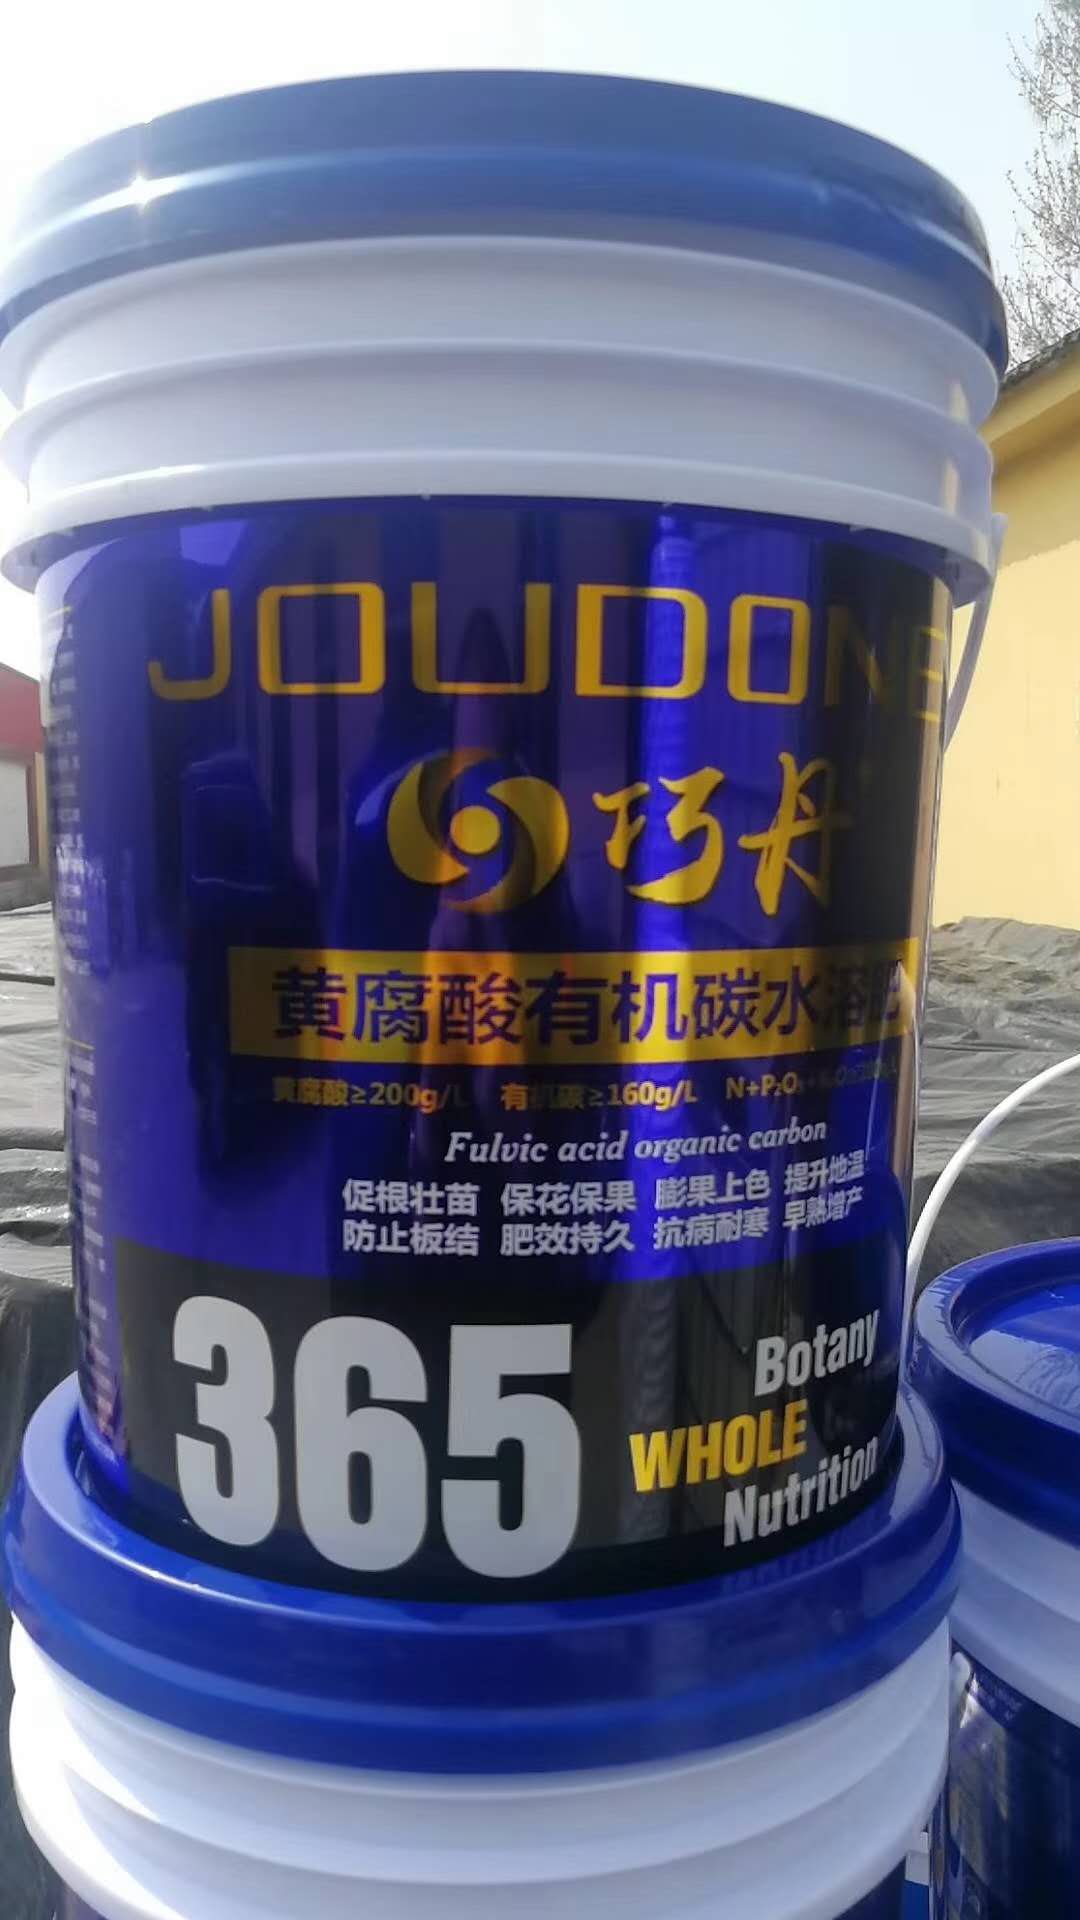 JOUDONE
巧丹
黄腐酸有机碳水溶肥
黄腐酸≥200g/L 有机碳≥160g/L N+P₂O₅+K₂O
Fulvic acid organic carbon
促根壮苗 保花保果 膨果上色 提升地温
防止板结 肥效持久 抗病耐寒 早熟增产
365
Botany
WHOLE
Nutrition